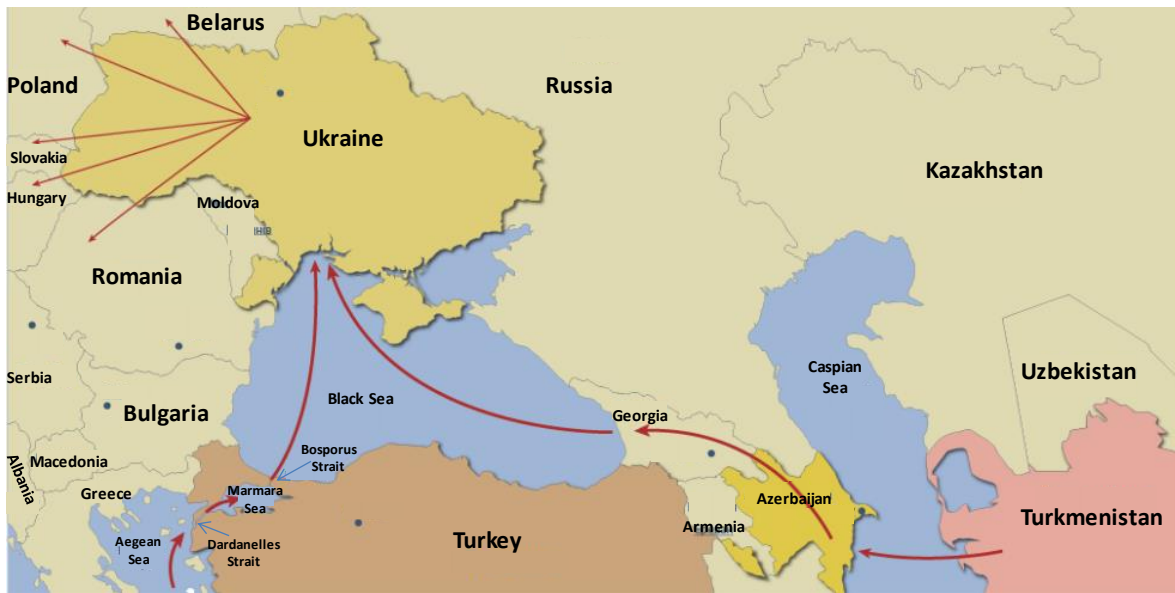 Belarus
Poland
Russia
Ukraine
Slovakia
Kazakhstan
Hungary
Moldova
Romania
Caspian
Sea
Uzbekistan
Serbia
Black Sea
Bulgaria
Georgia
Bosporus
Strait
Macedonia
Albania
Greece
Marmara
Sea
Azerbaijan
Turkmenistan
Armenia
Aegean
Sea
Dardanelles
Strait
Turkey